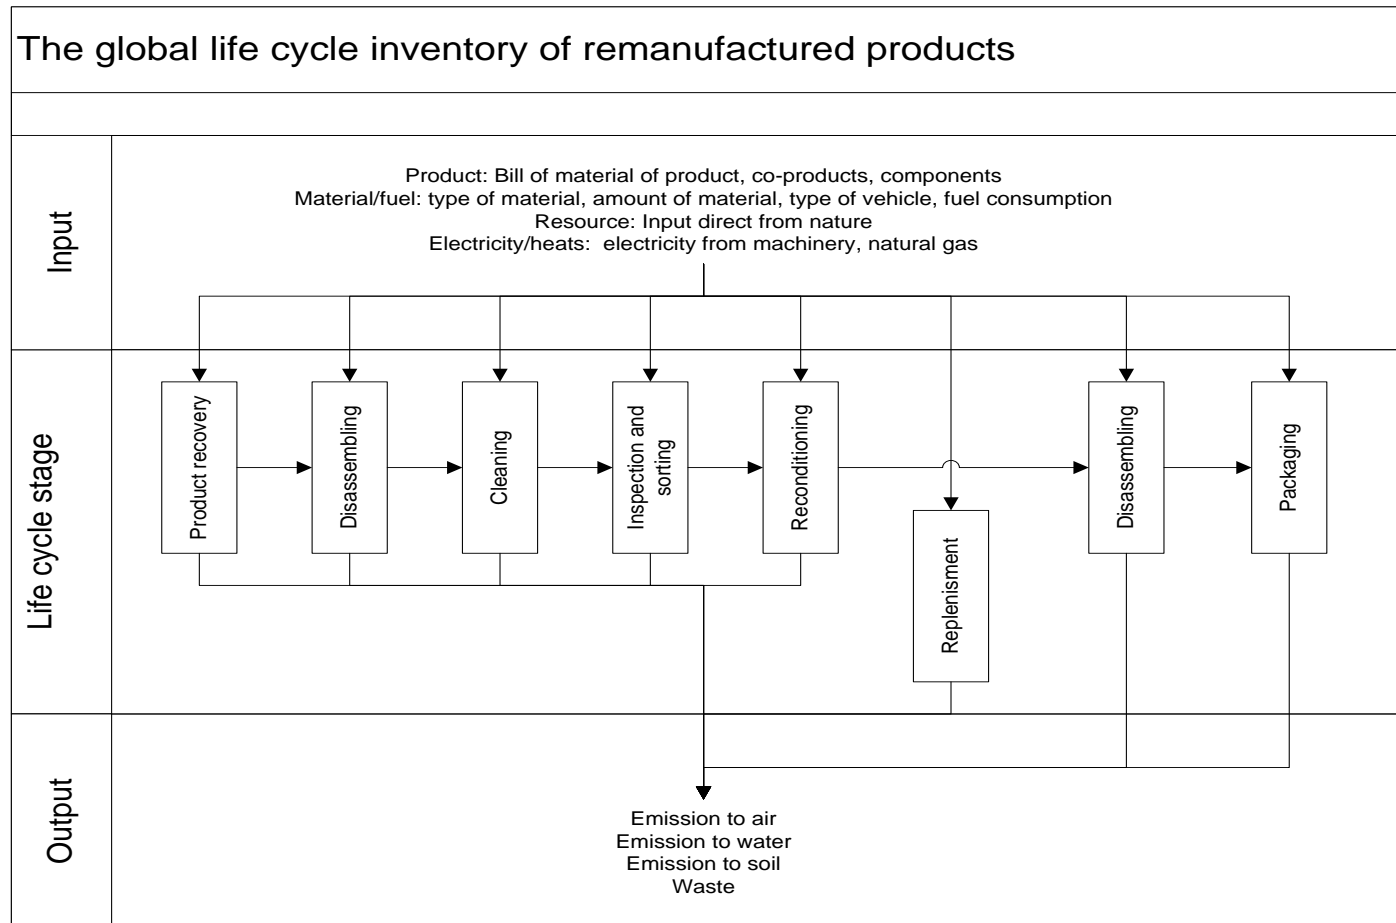 The global life cycle inventory of remanufactured products
Input
Product: Bill of material of product, co-products, components
Material/fuel: type of material, amount of material, type of vehicle, fuel consumption
Resource: Input direct from nature
Electricity/heats: electricity from machinery, natural gas
Life cycle stage
Product recovery
Disassembling
Cleaning
Inspection and
sorting
Reconditioning
Replenisment
Disassembling
Packaging
Output
Emission to air
Emission to water
Emission to soil
Waste